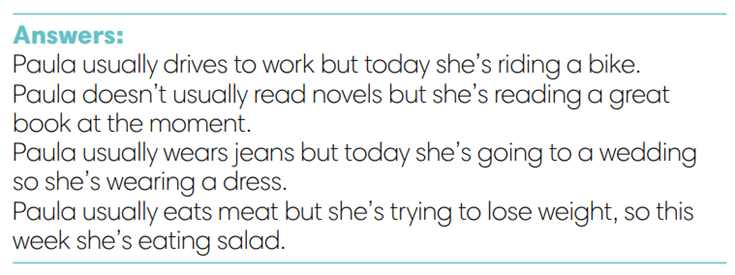 Answers:
Paula usually drives to work but today she’s riding a bike.
Paula doesn’t usually read novels but she’s reading a great
book at the moment.
Paula usually wears jeans but today she’s going to a wedding
so she’s wearing a dress.
Paula usually eats meat but she’s trying to lose weight, so this
week she’s eating salad.